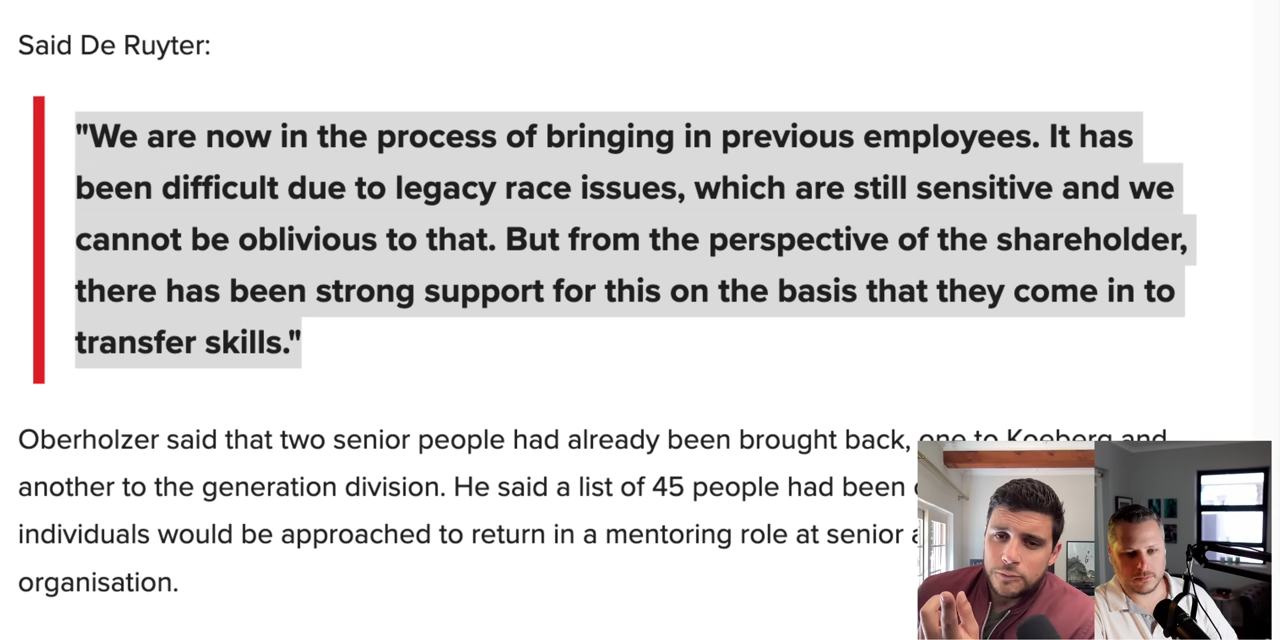 Said De Ruyter:
"We are now in the process of bringing in previous employees. It has
been difficult due to legacy race issues, which are still sensitive and we
cannot be oblivious to that. But from the perspective of the shareholder,
there has been strong support for this on the basis that they come in to
transfer skills."
Oberholzer said that two senior people had already been brought back, one to Koeberg and
another to the generation division. He said a list of 45 people had been
individuals would be approached to return in a mentoring role at senior
organisation.